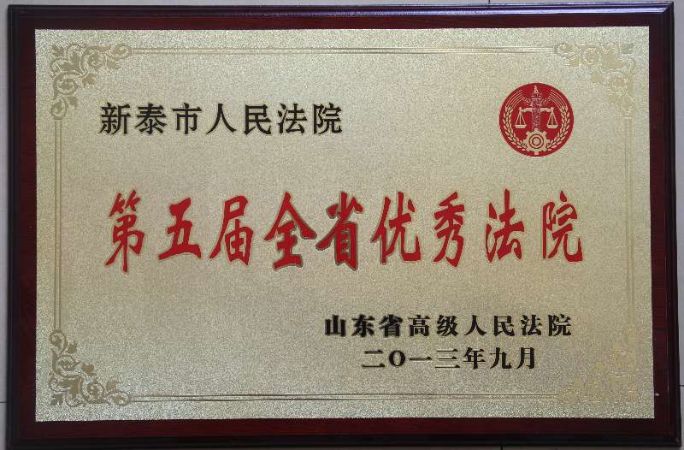 新泰市人民法院
第五届全省优秀法院
山东省高级人民法院
二O一三年九月